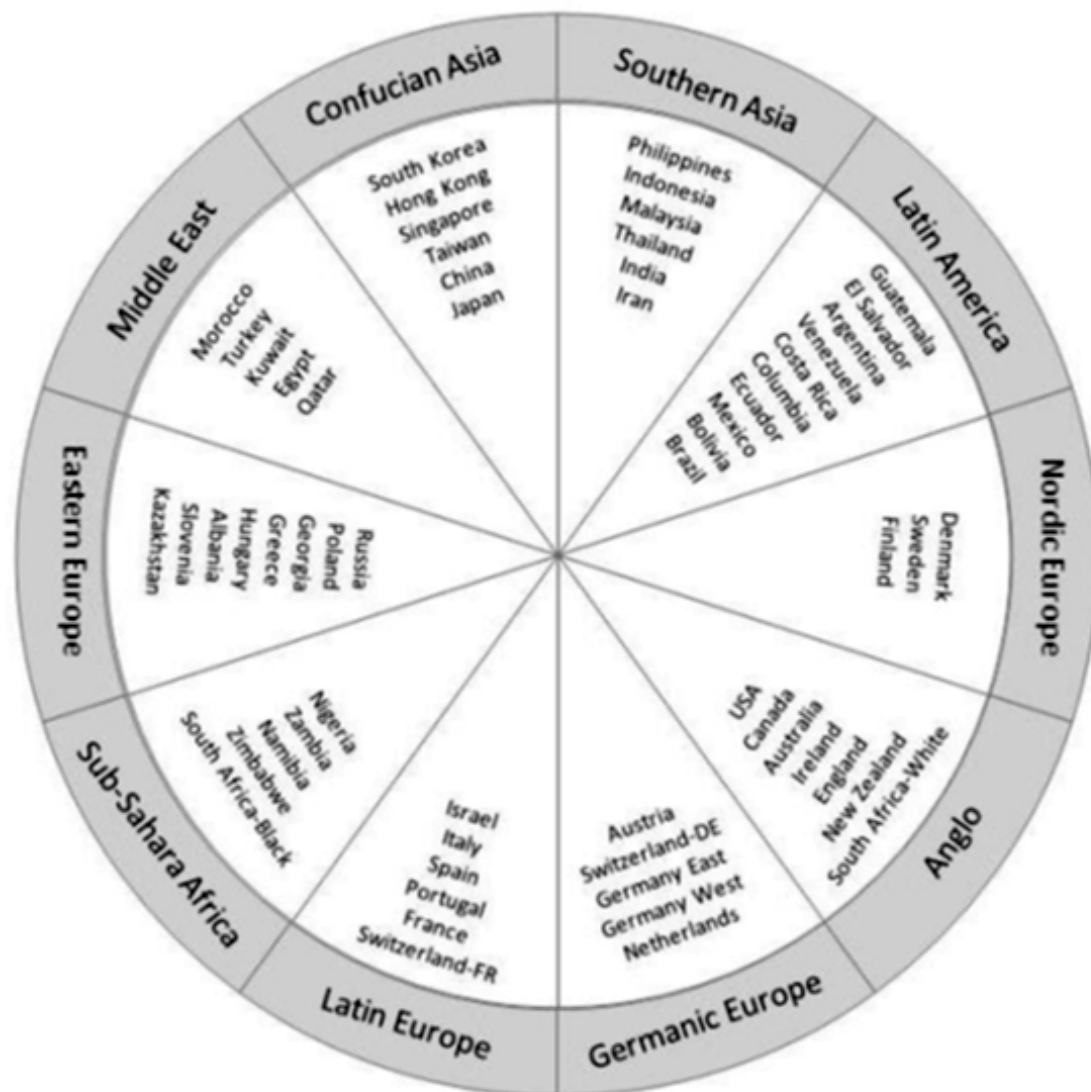 Confucian Asia
South Korea
Hong Kong
Singapore
Taiwan
China
Japan
Southern Asia
Philippines
Indonesia
Malaysia
Thailand
India
Iran
Latin America
Guatemala
El Salvador
Argentina
Venezuela
Costa Rica
Columbia
Ecuador
Mexico
Bolivia
Brazil
Nordic Europe
Denmark
Sweden
Finland
Anglo
USA
Canada
Australia
Ireland
England
New Zealand
South Africa-White
Germanic Europe
Austria
Switzerland-DE
Germany East
Germany West
Netherlands
Latin Europe
Israel
Italy
Spain
Portugal
France
Switzerland-FR
Sub-Sahara Africa
Nigeria
Zambia
Namibia
Zimbabwe
South Africa-Black
Eastern Europe
Russia
Poland
Georgia
Greece
Hungary
Albania
Slovenia
Kazakhstan
Middle East
Morocco
Turkey
Kuwait
Egypt
Qatar